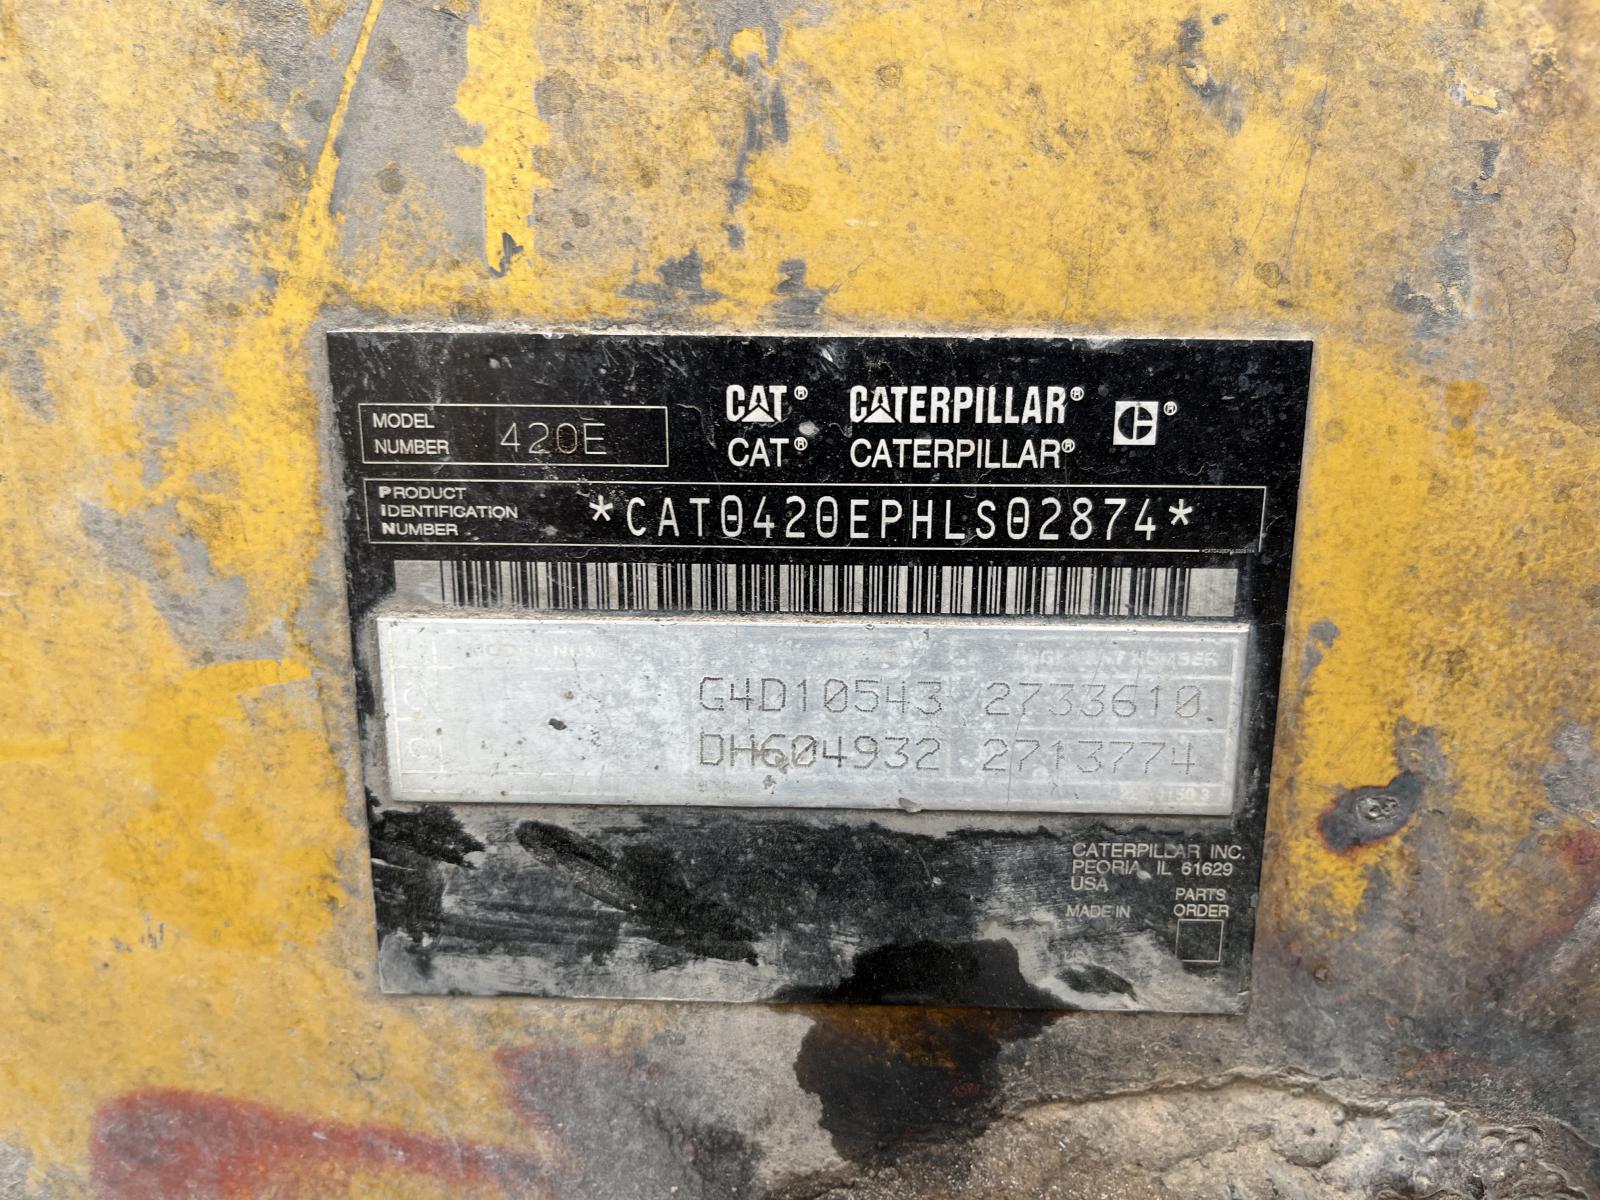 CAT® CATERPILLAR® ®
CAT® CATERPILLAR®
MODEL
NUMBER 420E
PRODUCT
IDENTIFICATION
NUMBER
*CAT0420EPHLS02874*
NUMBER
G4D10543 2733610
DH604932 2713774
CATERPILLAR INC.
PEORIA, IL 61629
USA
MADE IN
PARTS
ORDER